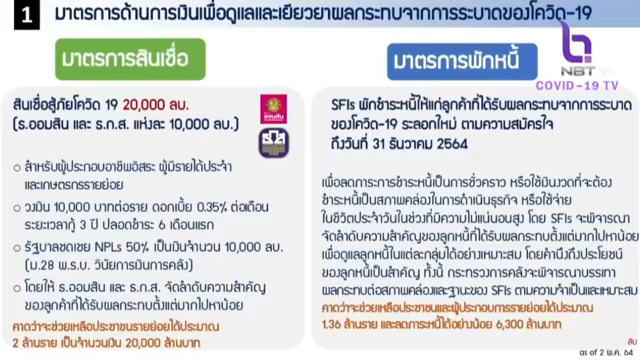 1 มาตรการด้านการเงินเพื่อดูแลและเยียวยาผลกระทบจากการระบาดของโควิด-19
NBT
COVID-19 TV
มาตรการสินเชื่อ
สินเชื่อสู้ภัยโควิด 19 20,000 ลบ.
(ธ.ออมสิน และ ธ.ก.ส. แห่งละ 10,000 ลบ.)
ออมสิน
○ สำหรับผู้ประกอบอาชีพอิสระ ผู้มีรายได้ประจำ
และเกษตรกรรายย่อย
○ วงเงิน 10,000 บาทต่อราย ดอกเบี้ย 0.35% ต่อเดือน
ระยะเวลากู้ 3 ปี ปลอดชำระ 6 เดือนแรก
○ รัฐบาลชดเชย NPLs 50% เป็นเงินจำนวน 10,000 ลบ.
(ม.28 พ.ร.บ. วินัยการเงินการคลัง)
○ โดยให้ ธ.ออมสิน และ ธ.ก.ส. จัดลำดับความสำคัญ
ของลูกค้าที่ได้รับผลกระทบตั้งแต่มากไปหาน้อย
คาดว่าจะช่วยเหลือประชาชนรายย่อยได้ประมาณ
2 ล้านราย เป็นจำนวนเงิน 20,000 ล้านบาท
มาตรการพักหนี้
SFIs พักชำระหนี้ให้แก่ลูกค้าที่ได้รับผลกระทบจากการระบาด
ของโควิด-19 ระลอกใหม่ ตามความสมัครใจ
ถึงวันที่ 31 ธันวาคม 2564
เพื่อลดภาระการชำระหนี้เป็นการชั่วคราว หรือใช้เงินงวดที่จะต้อง
ชำระหนี้เป็นสภาพคล่องในการดำเนินธุรกิจ หรือใช้จ่าย
ในชีวิตประจำวันในช่วงที่มีความไม่แน่นอนสูง โดย SFIs จะพิจารณา
จัดลำดับความสำคัญของลูกหนี้ที่ได้รับผลกระทบตั้งแต่มากไปหาน้อย
เพื่อดูแลลูกหนี้ในแต่ละกลุ่มได้อย่างเหมาะสม โดยคำนึงถึงประโยชน์
ของลูกหนี้เป็นสำคัญ ทั้งนี้ กระทรวงการคลังจะพิจารณาบรรเทา
ผลกระทบต่อสภาพคล่องและฐานะของ SFIs ตามความจำเป็นและเหมาะสม
คาดว่าจะช่วยเหลือประชาชนและผู้ประกอบการรายย่อยได้ประมาณ
1.36 ล้านราย และลดภาระหนี้ได้อย่างน้อย 6,300 ล้านบาท
ลับ
as of 2 พ.ค. 64